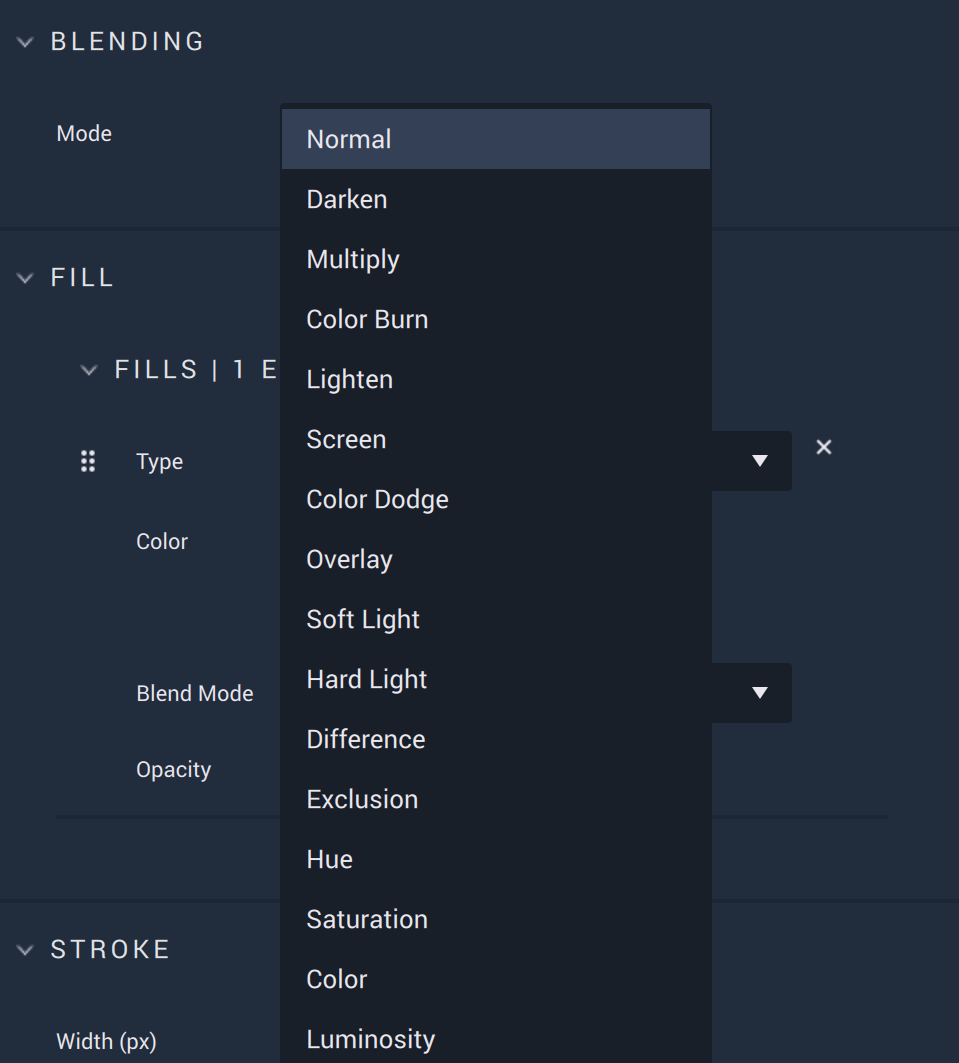 BLENDING
Mode
Normal
Darken
Multiply
Color Burn
Lighten
Screen
Color Dodge
Overlay
Soft Light
Hard Light
Difference
Exclusion
Hue
Saturation
Color
Luminosity
FILL
FILLS | 1 E
Type
Color
Blend Mode
Opacity
STROKE
Width (px)